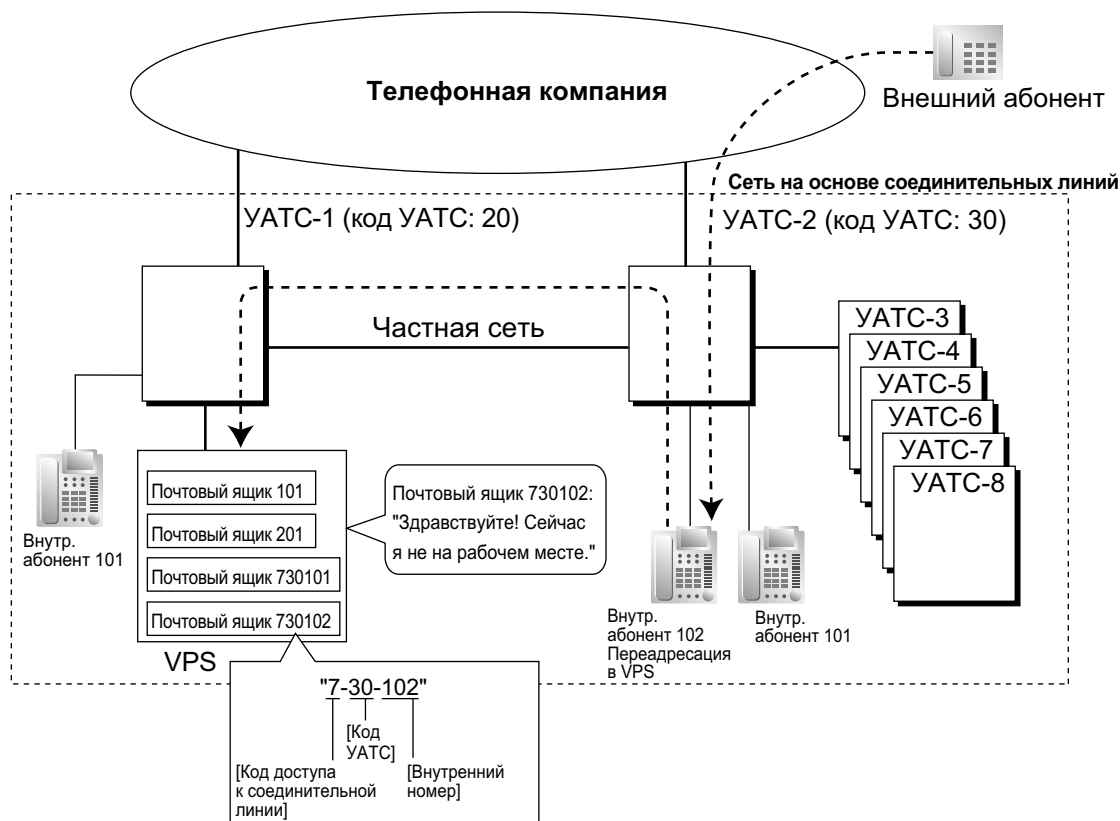 Телефонная компания
Внешний абонент
Сеть на основе соединительных линий
УАТС-1 (код УАТС: 20)
УАТС-2 (код УАТС: 30)
Частная сеть
УАТС-3
УАТС-4
УАТС-5
УАТС-6
УАТС-7
УАТС-8
Внутр.
абонент 101
Почтовый ящик 101
Почтовый ящик 201
Почтовый ящик 730101
Почтовый ящик 730102
VPS
Почтовый ящик 730102:
"Здравствуйте! Сейчас
я не на рабочем месте."
Внутр.
абонент 102
Переадресация
в VPS
Внутр.
абонент 101
"7-30-102"
[Код
УАТС]
[Код доступа
к соединительной
линии]
[Внутренний
номер]